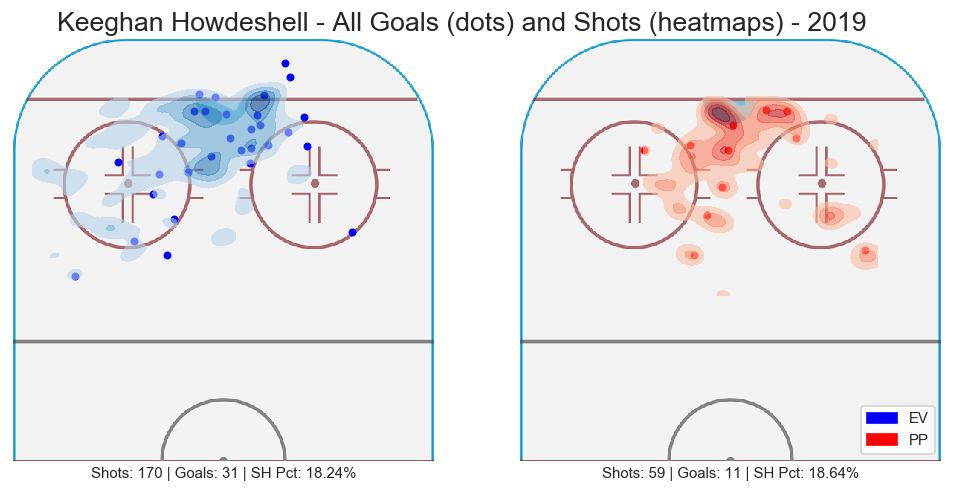 Keeghan Howdeshell - All Goals (dots) and Shots (heatmaps) - 2019
EV
PP
Shots: 170 | Goals: 31 | SH Pct: 18.24%
Shots: 59 | Goals: 11 | SH Pct: 18.64%